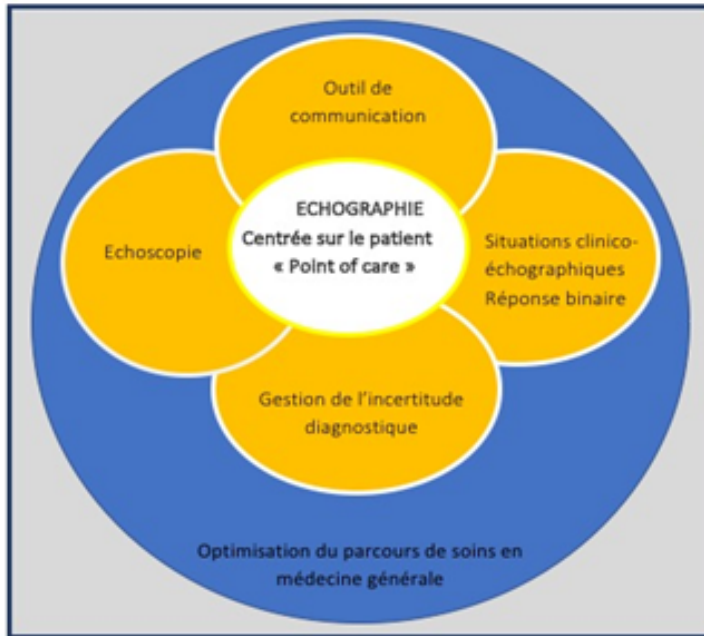 Outil de
communication
ECHOGRAPHIE
Centrée sur le patient
« Point of care »
Echoscopie
Situations clinico-
échographiques
Réponse binaire
Gestion de l’incertitude
diagnostique
Optimisation du parcours de soins en
médecine générale